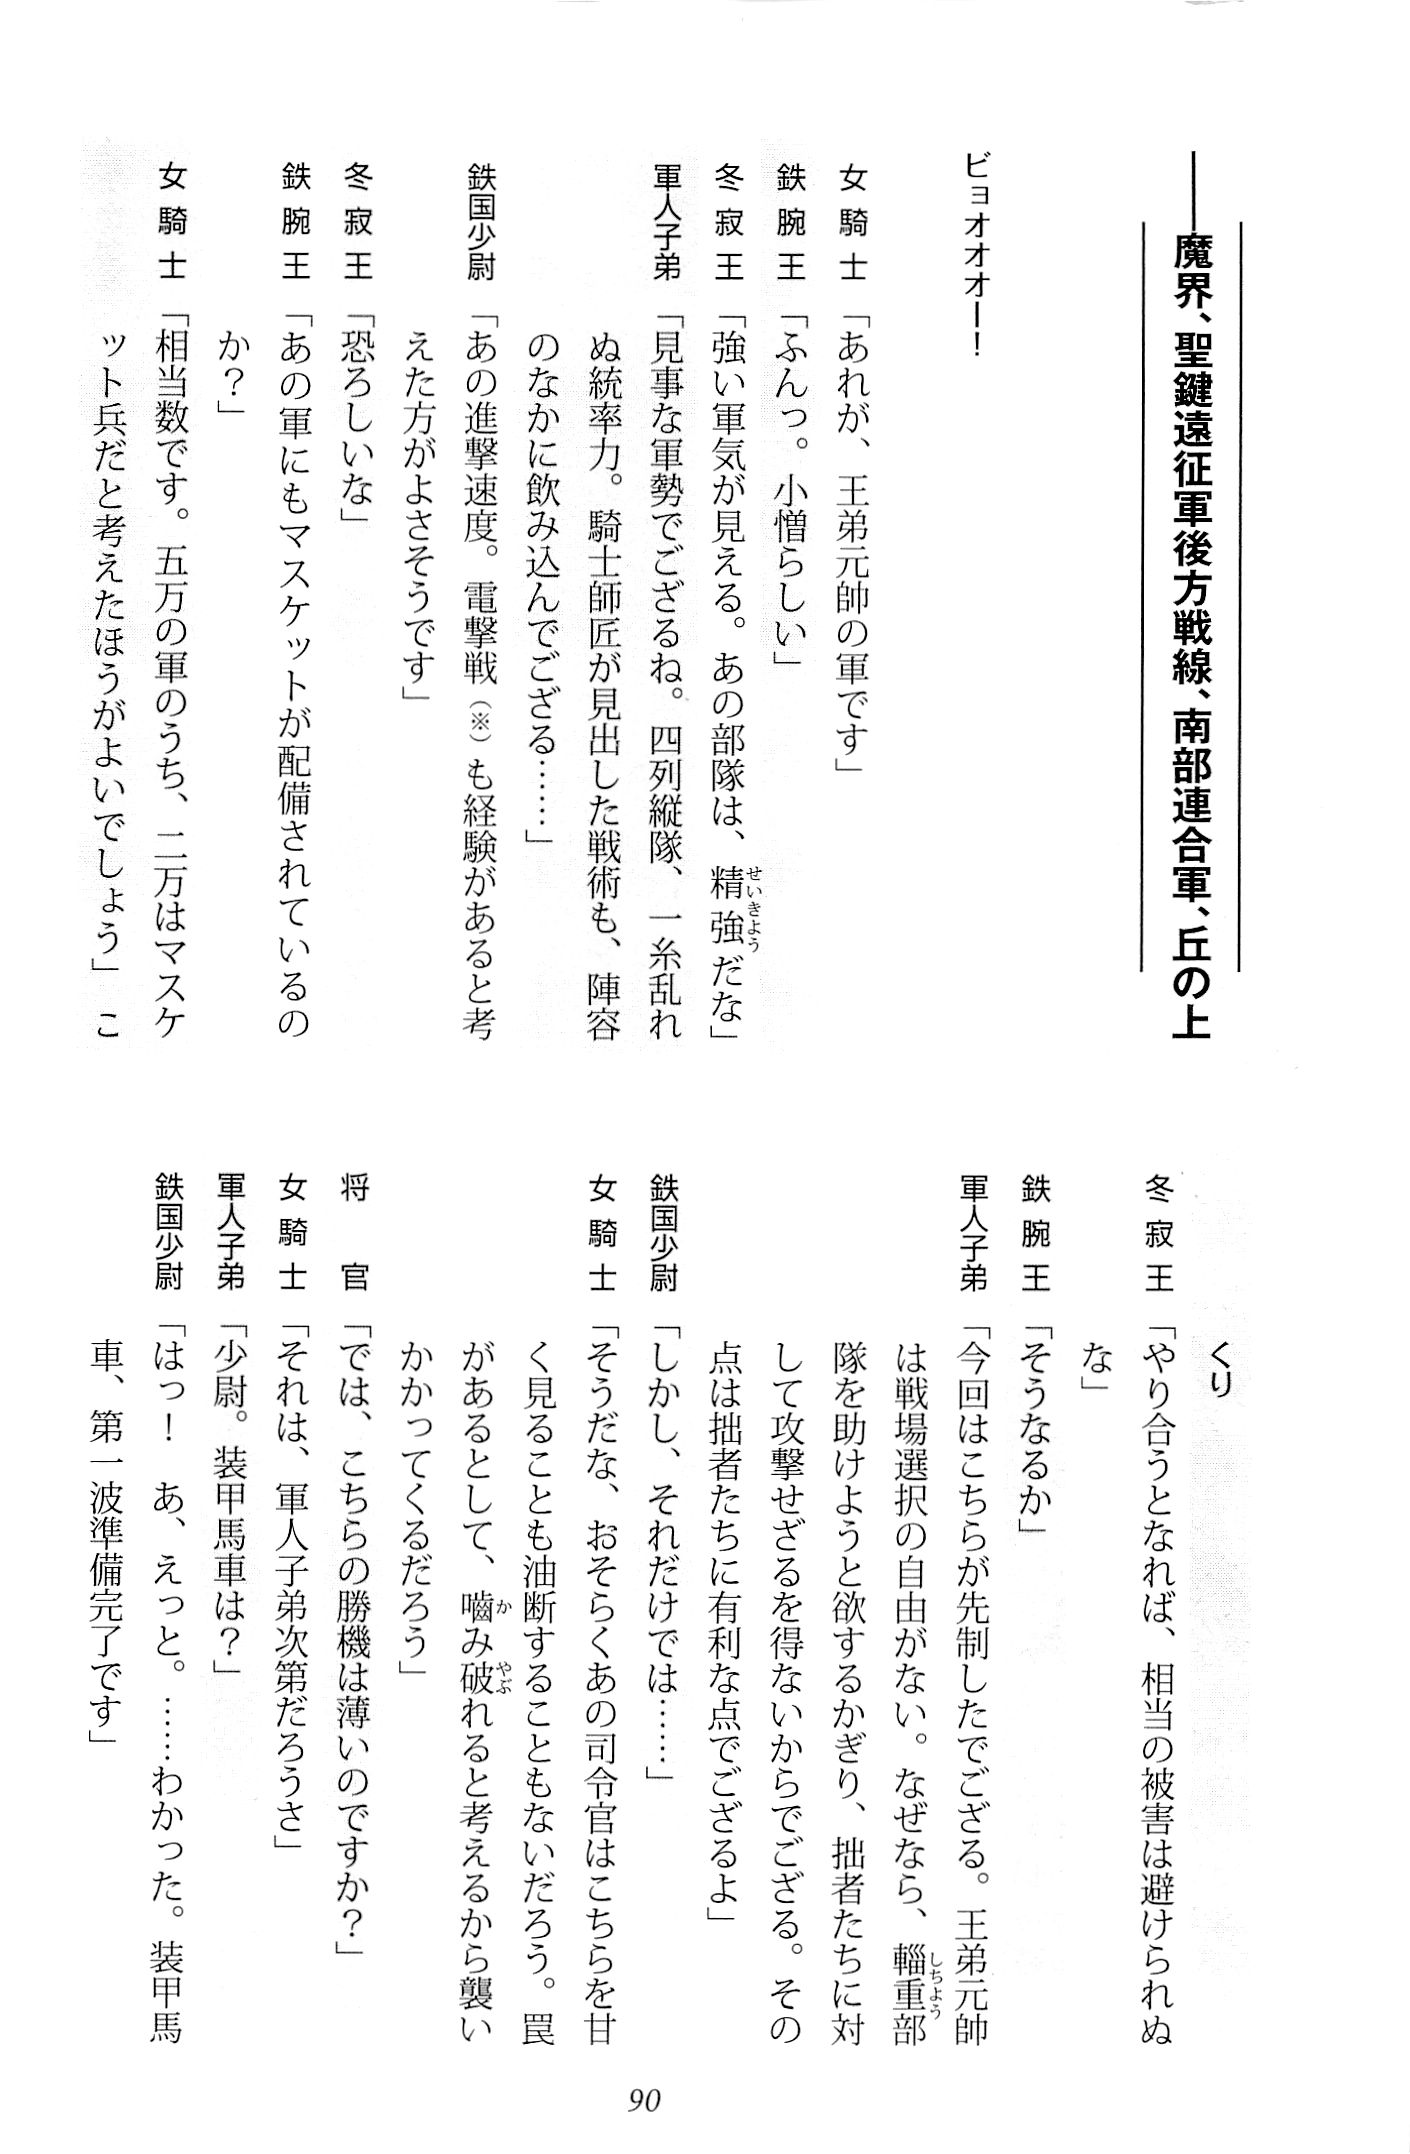 ――魔界、聖鍵遠征軍後方戦線、南部連合軍、丘の上
ビョオオオー！
女騎士「あれが、王弟元帥の軍です」
鉄腕王「ふんっ。小憎らしい」
冬寂王「強い軍気が見える。あの部隊は、精強だな」
軍人子弟「見事な軍勢でござるね。四列縦隊、一糸乱れ
ぬ統率力。騎士師匠が見出した戦術も、陣容
のなかに飲み込んでござる……」
鉄国少尉「あの進撃速度。電撃戦（※）も経験があると考
えた方がよさそうです」
冬寂王「恐ろしいな」
鉄腕王「あの軍にもマスケットが配備されているの
か？」
女騎士「相当数です。五万の軍のうち、二万はマスケ
ット兵だと考えたほうがよいでしょう」　こ
くり
冬寂王「やり合うとなれば、相当の被害は避けられぬ
な」
鉄腕王「そうなるか」
軍人子弟「今回はこちらが先制したでござる。王弟元帥
は戦場選択の自由がない。なぜなら、輜重部
隊を助けようと欲するかぎり、拙者たちに対
して攻撃せざるを得ないからでござる。その
点は拙者たちに有利な点でござるよ」
鉄国少尉「しかし、それだけでは……」
女騎士「そうだな、おそらくあの司令官はこちらを甘
く見ることも油断することもないだろう。罠
があるとして、嚙み破れると考えるから襲い
かかってくるだろう」
将官「では、こちらの勝機は薄いのですか？」
女騎士「それは、軍人子弟次第だろうさ」
軍人子弟「少尉。装甲馬車は？」
鉄国少尉「はっ！　あ、えっと。……わかった。装甲馬
車、第一波準備完了です」
90